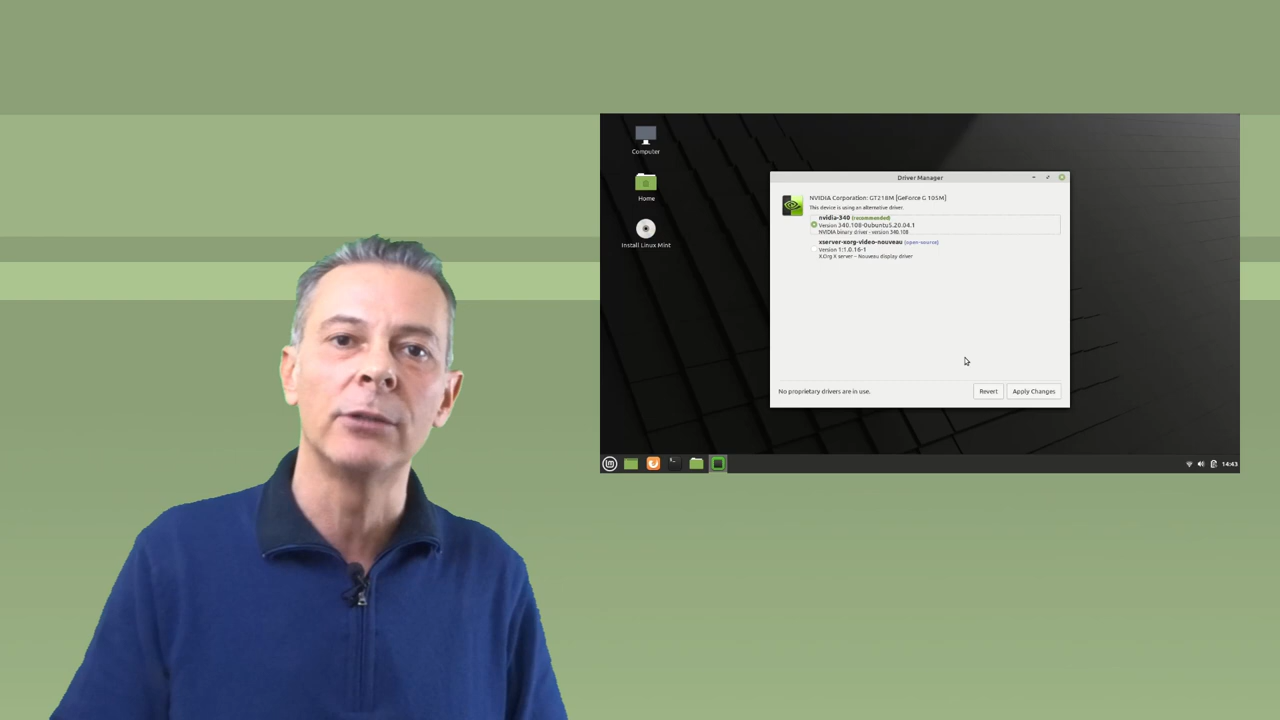 Computer
Home
Install Linux Mint
Driver Manager
NVIDIA Corporation: GT218M [GeForce G 105M]
This device is using an alternative driver.
nvidia-340 (recommended)
Version 340.108-0ubuntu5.20.04.1
NVIDIA binary driver - version 340.108
xserver-xorg-video-nouveau (open-source)
Version 1:1.0.16-1
X.Org X server -- Nouveau display driver
No proprietary drivers are in use.
Revert
Apply Changes
14:43